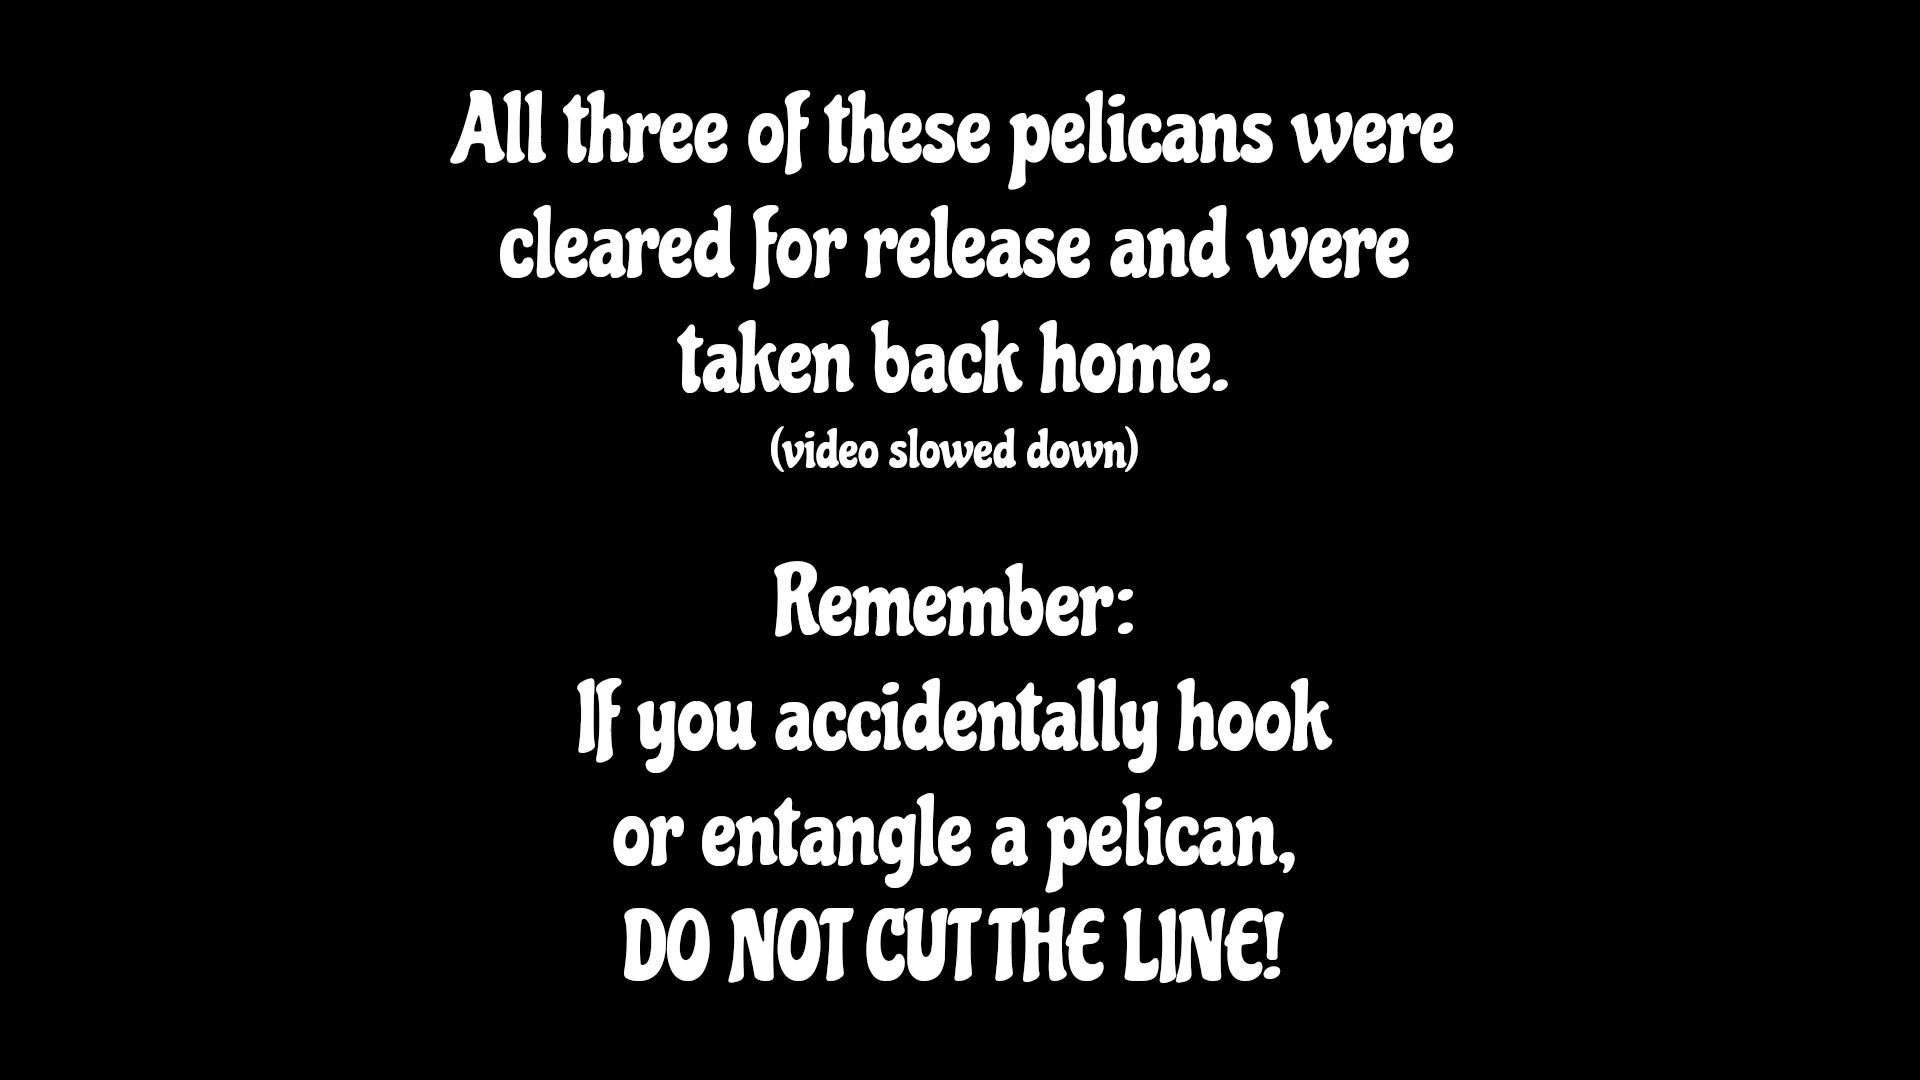 All three of these pelicans were
cleared for release and were
taken back home.
(video slowed down)
Remember:
If you accidentally hook
or entangle a pelican,
DO NOT CUT THE LINE!